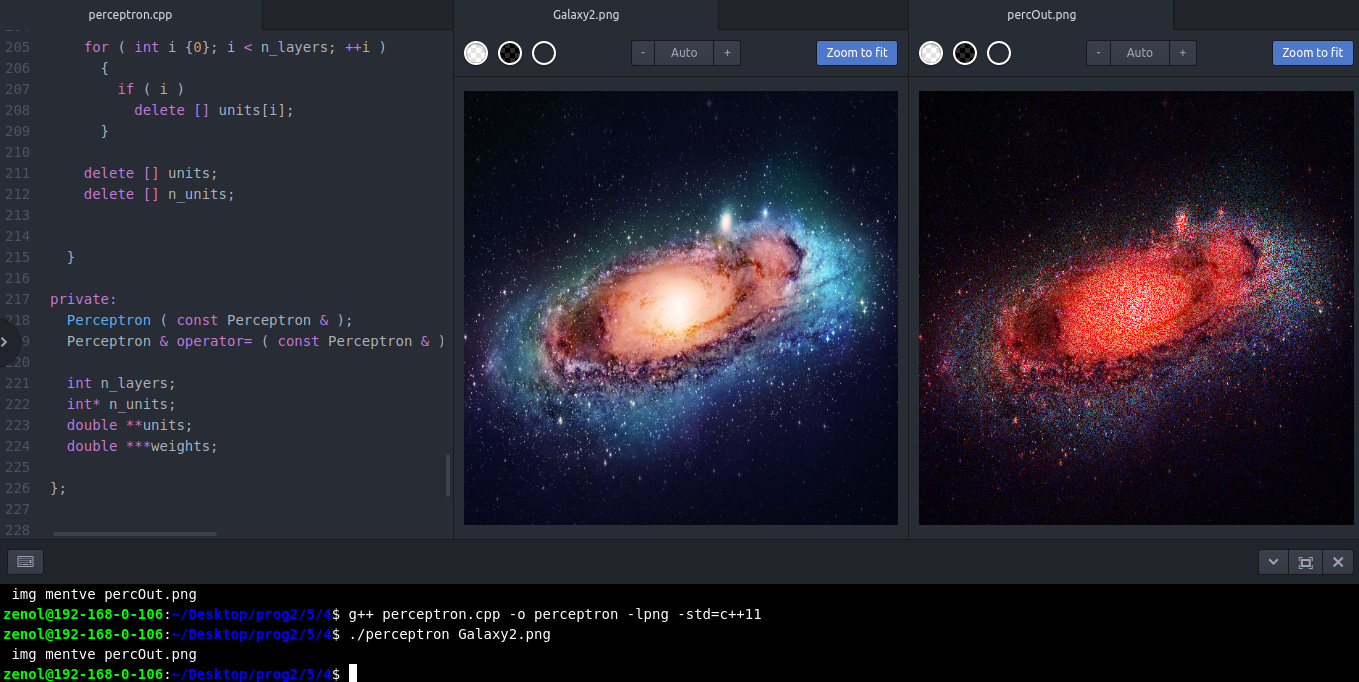 perceptron.cpp
Galaxy2.png
percOut.png
- Auto + Zoom to fit
- Auto + Zoom to fit
205 for ( int i {0}; i < n_layers; ++i )
206 {
207 if ( i )
208 delete [] units[i];
209 }
210
211 delete [] units;
212 delete [] n_units;
213
214
215 }
216
217 private:
218 Perceptron ( const Perceptron & );
9 Perceptron & operator= ( const Perceptron & )
220
221 int n_layers;
222 int* n_units;
223 double **units;
224 double ***weights;
225
226 };
227
228
img mentve percOut.png
zenol@192-168-0-106:~/Desktop/prog2/5/4$ g++ perceptron.cpp -o perceptron -lpng -std=c++11
zenol@192-168-0-106:~/Desktop/prog2/5/4$ ./perceptron Galaxy2.png
img mentve percOut.png
zenol@192-168-0-106:~/Desktop/prog2/5/4$